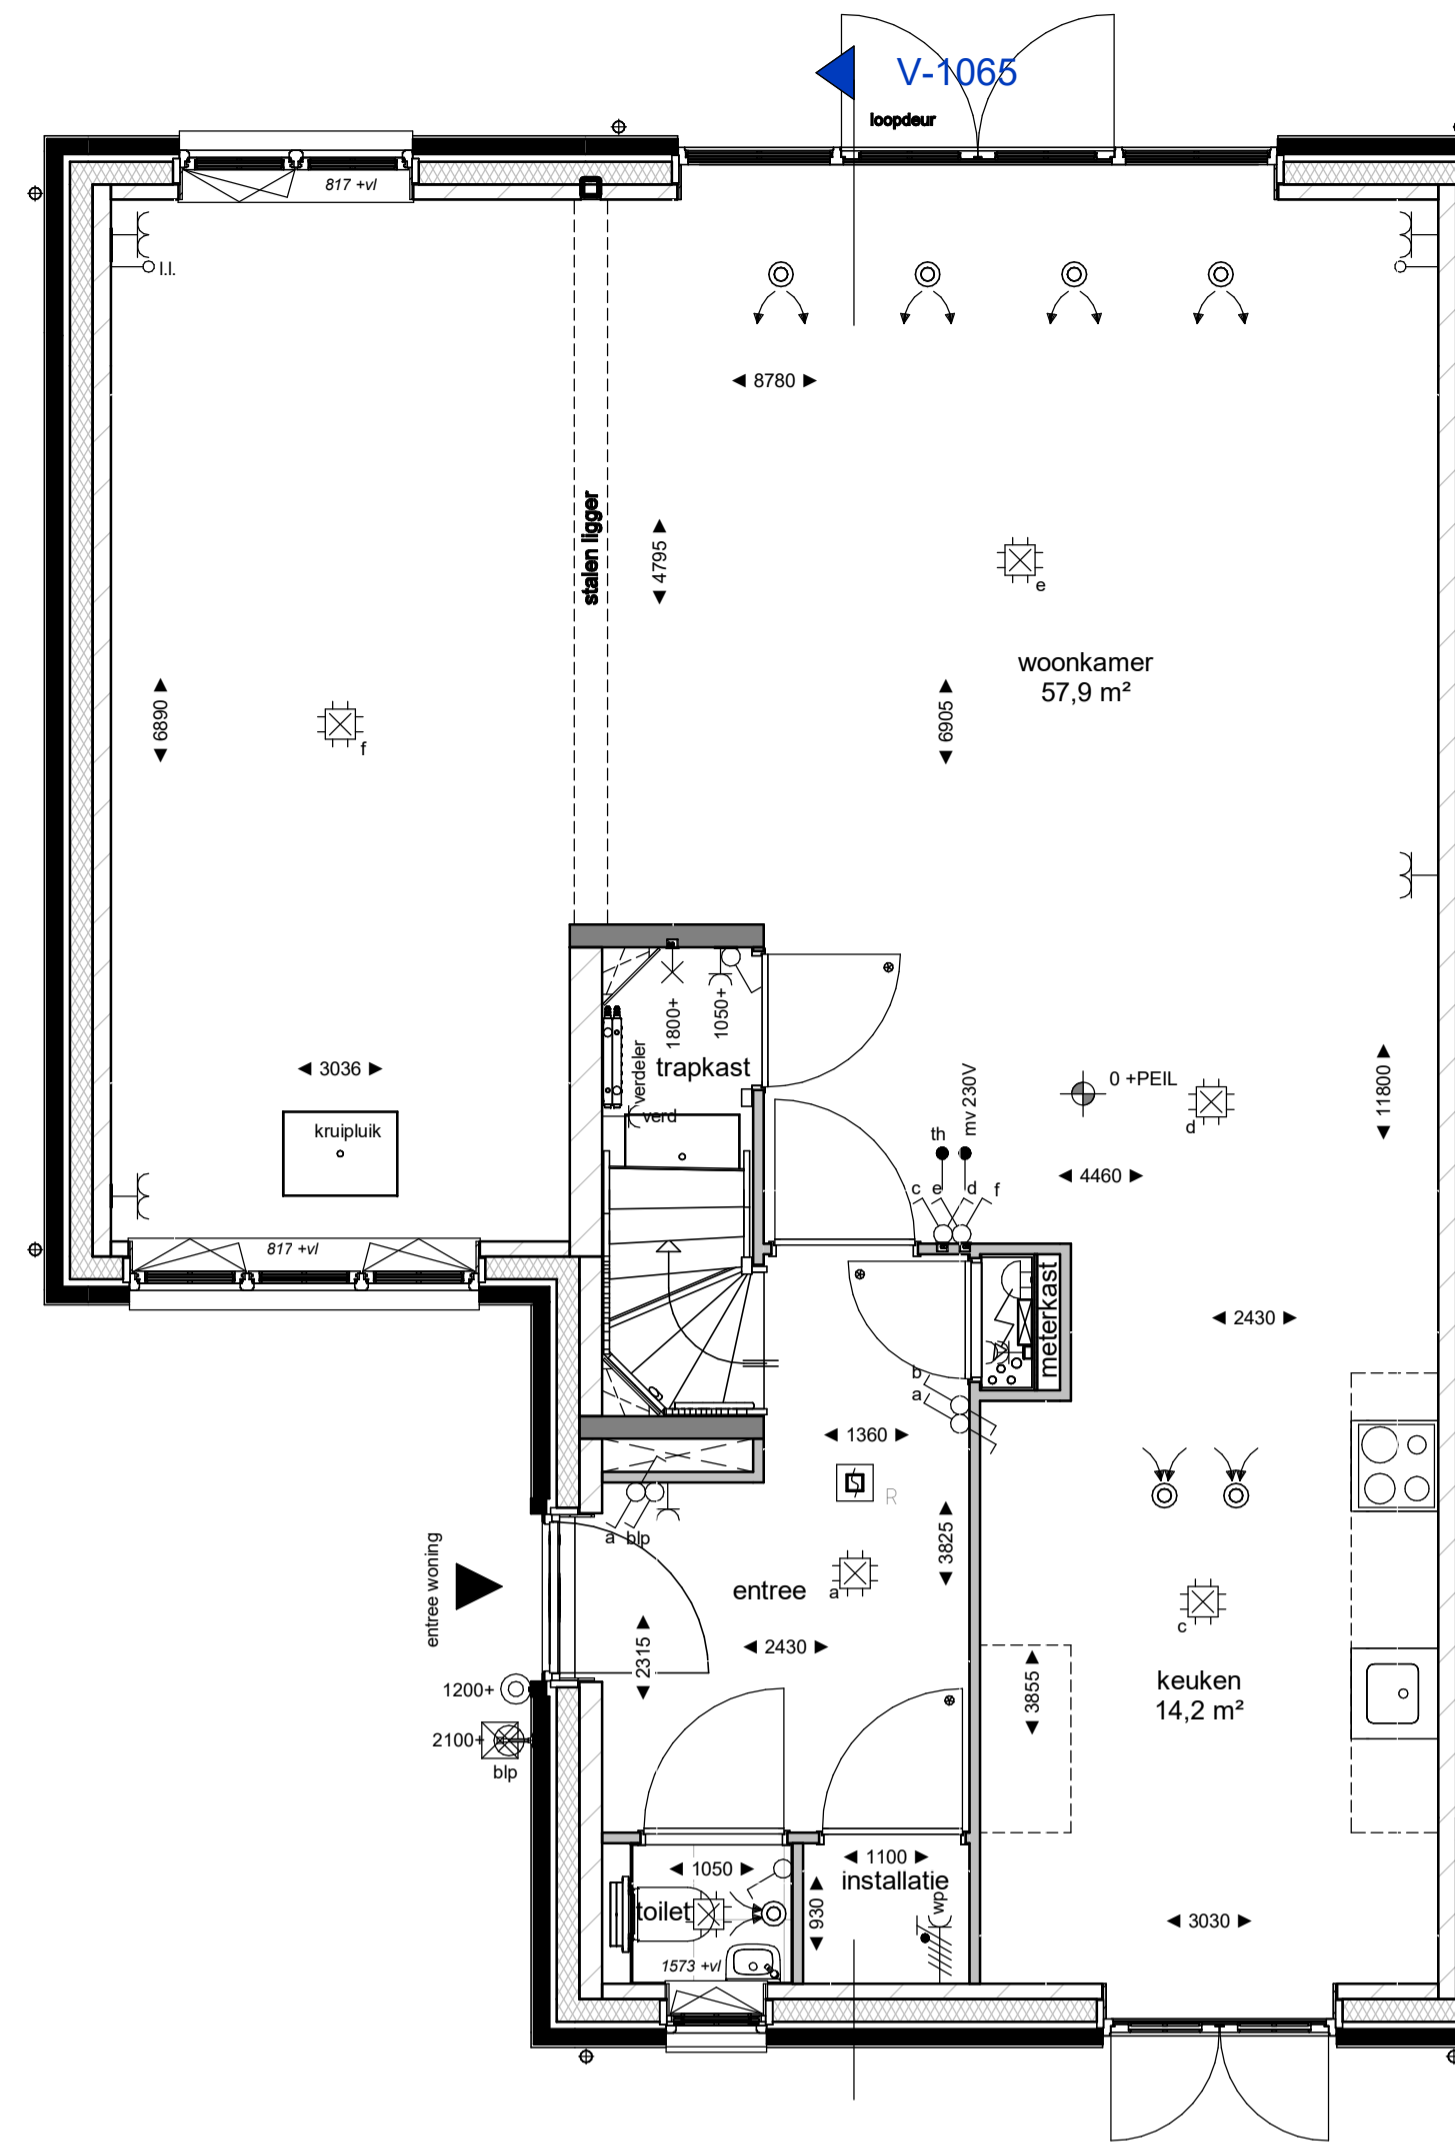 V-1065
loopdeur
817 +vl
l.l.
8780
stalen ligger
4795
e
woonkamer
57,9 m²
6890
6905
f
1800+
1050+
verdeler
trapkast
verd
3036
kruipluik
0 +PEIL
d
11800
mv 230V
th
4460
c e d f
817 +vl
meterkast
2430
b
a
1360
R
a blp
3825
entree woning
entree
a
c
2315
2430
3855
keuken
14,2 m²
1200+
2100+
blp
1050
1100
installatie
toilet
930
wp
3030
1573 +vl